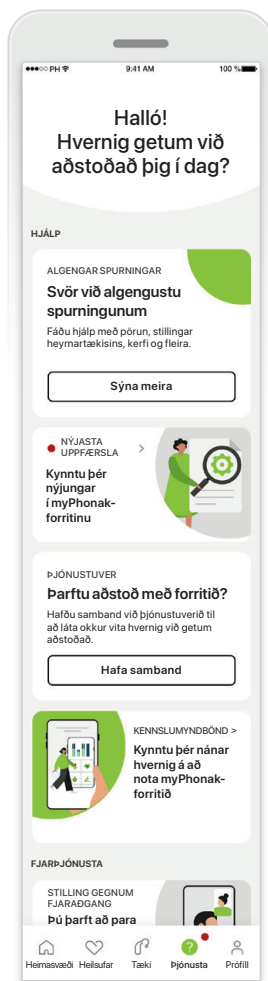 PH
9:41 AM
100 %
Halló!
Hvernig getum við
aðstoðað þig í dag?
HJÁLP
ALGENGAR SPURNINGAR
Svör við algengustu
spurningunum
Fáðu hjálp með pörun, stillingar
heyrnartækisins, kerfi og fleira.
Sýna meira
NÝJASTA
UPPFÆRSLA
Kynntu þér
nýjungar
í myPhonak-
forritinu
ÞJÓNUSTUVER
Þarftu aðstoð með forritið?
Hafðu samband við þjónustuverið til
að láta okkur vita hvernig við getum
aðstoðað.
Hafa samband
KENNSLUMYNDBÖND >
Kynntu þér nánar
hvernig á að
nota myPhonak-
forritið
FJARÞJÓNUSTA
STILLING GEGNUM
FJARAÐGANG
Þú þarft að para
Heimasvæði Heilsufar Tæki Þjónusta Prófíll